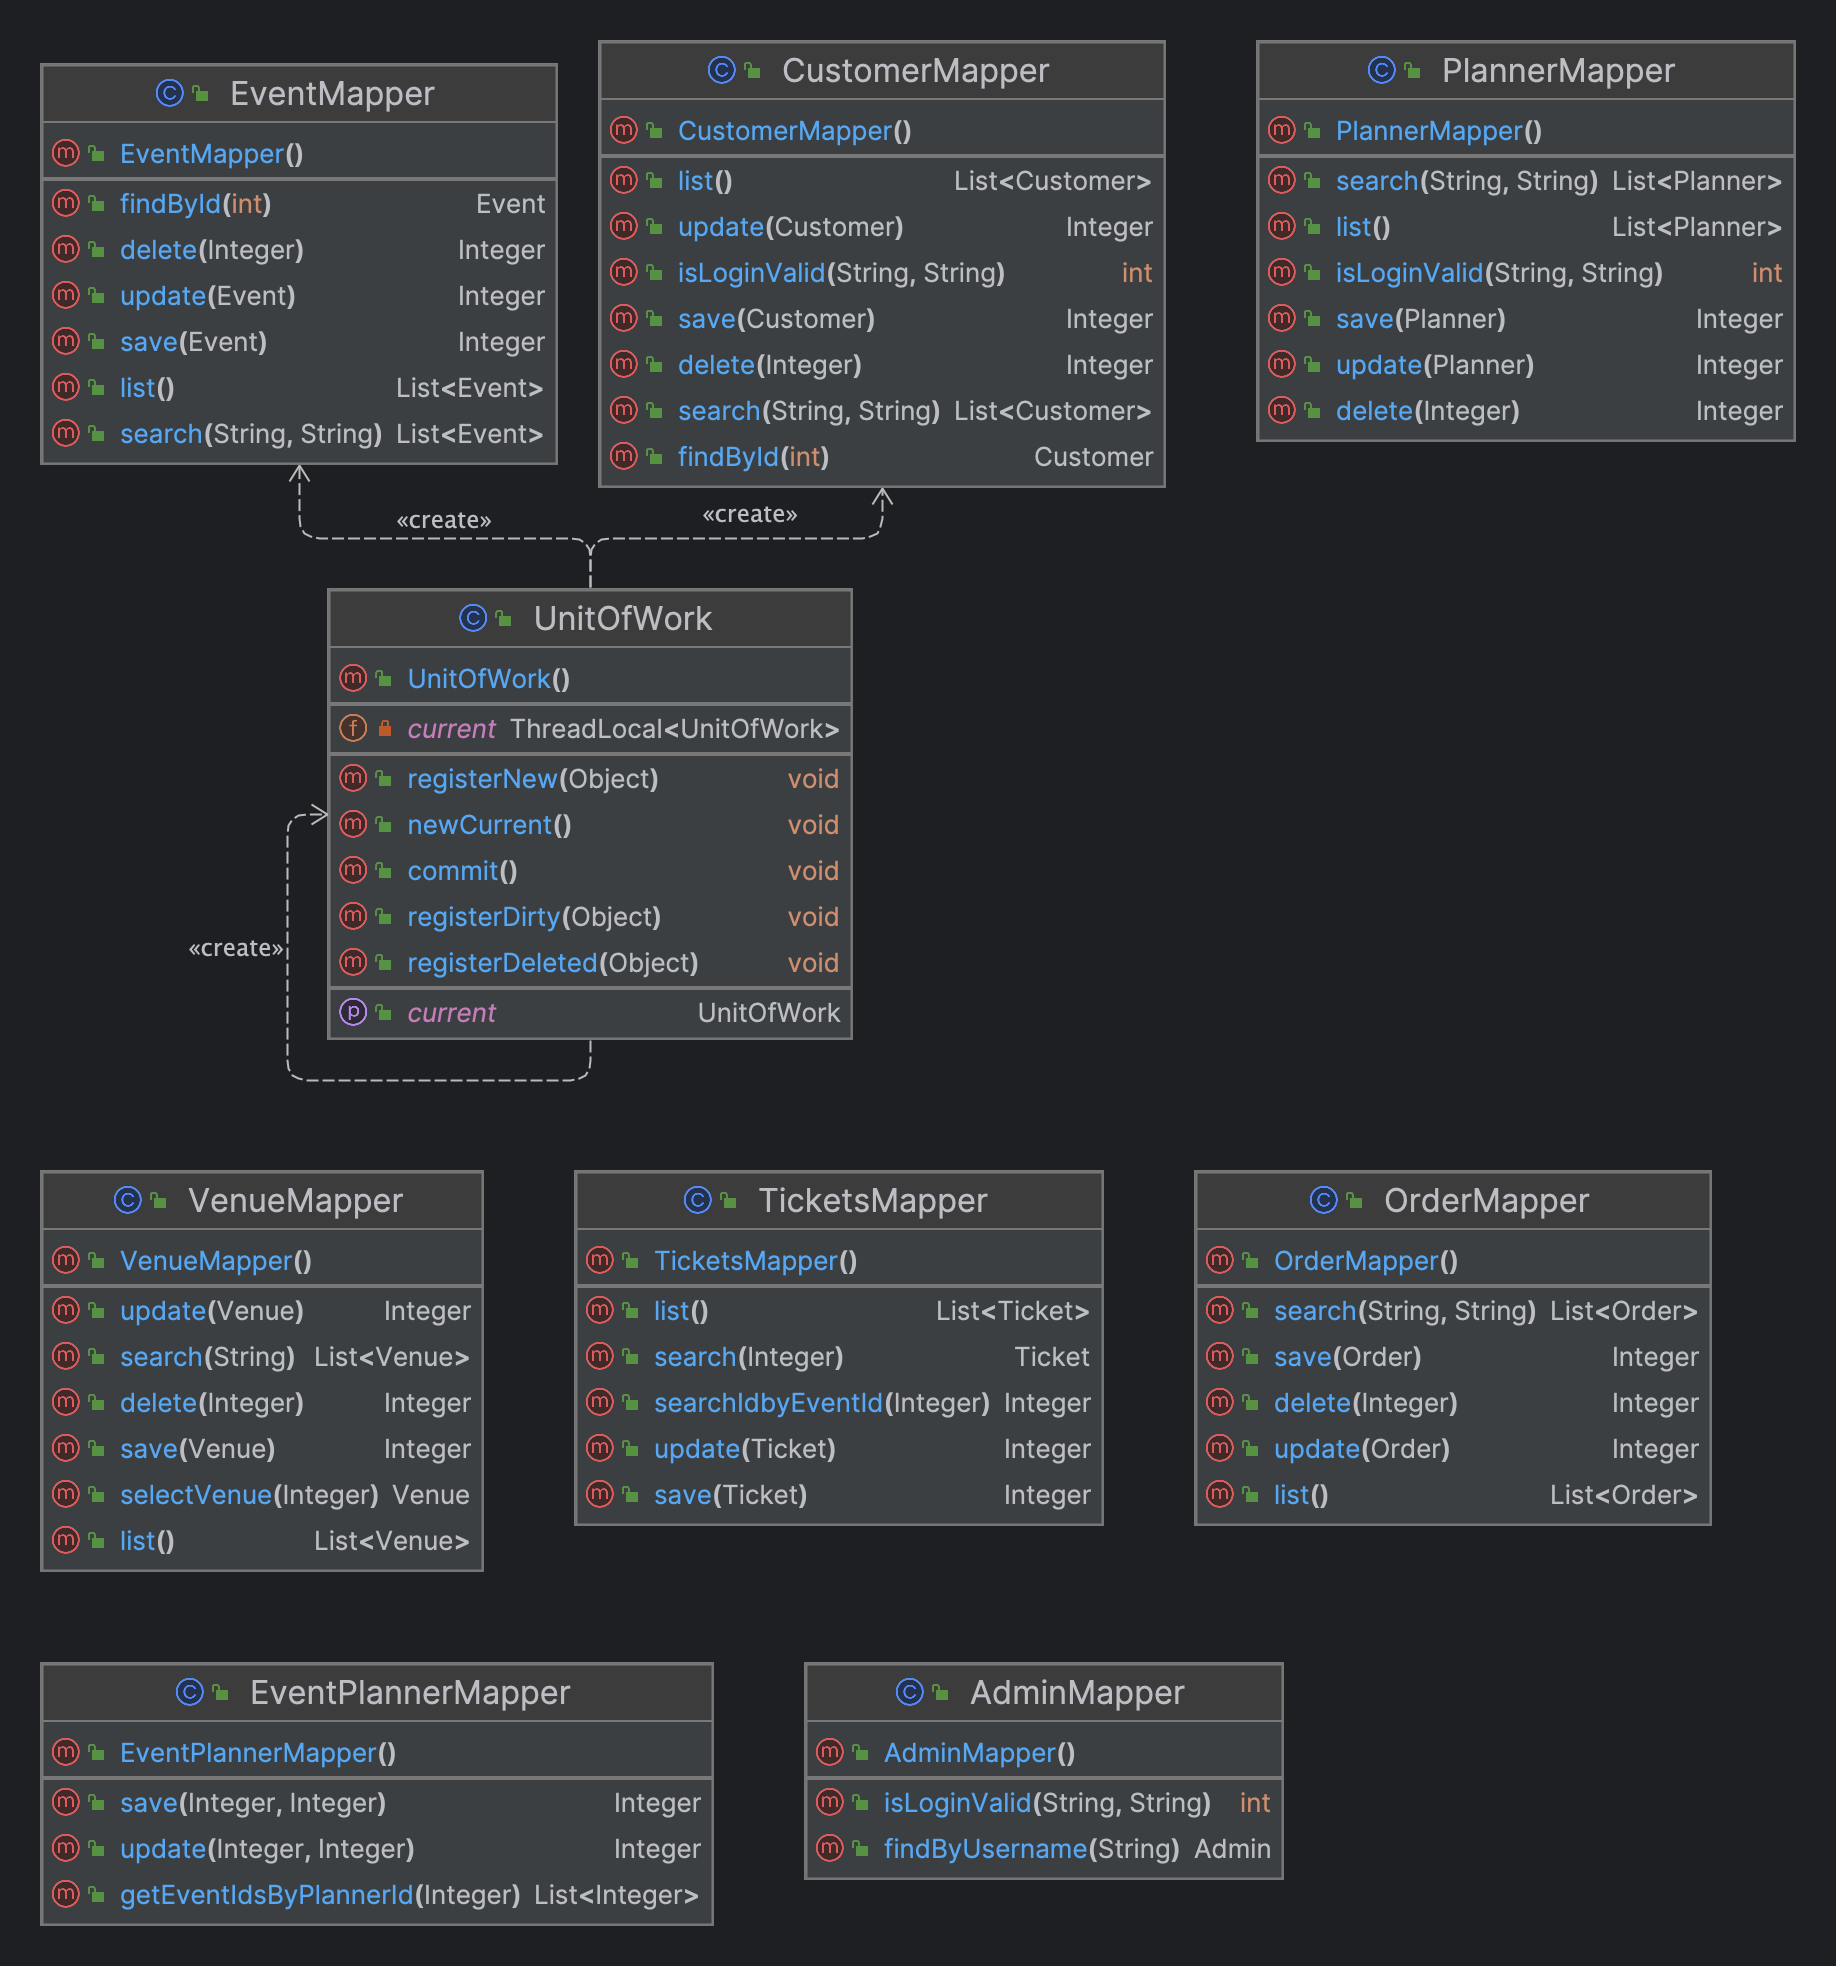 EventMapper
EventMapper()
findById(int) Event
delete(Integer) Integer
update(Event) Integer
save(Event) Integer
list() List<Event>
search(String, String) List<Event>
CustomerMapper
CustomerMapper()
list() List<Customer>
update(Customer) Integer
isLoginValid(String, String) int
save(Customer) Integer
delete(Integer) Integer
search(String, String) List<Customer>
findById(int) Customer
PlannerMapper
PlannerMapper()
search(String, String) List<Planner>
list() List<Planner>
isLoginValid(String, String) int
save(Planner) Integer
update(Planner) Integer
delete(Integer) Integer
«create»
«create»
UnitOfWork
UnitOfWork()
current ThreadLocal<UnitOfWork>
registerNew(Object) void
newCurrent() void
commit() void
registerDirty(Object) void
registerDeleted(Object) void
current UnitOfWork
«create»
VenueMapper
VenueMapper()
update(Venue) Integer
search(String) List<Venue>
delete(Integer) Integer
save(Venue) Integer
selectVenue(Integer) Venue
list() List<Venue>
TicketsMapper
TicketsMapper()
list() List<Ticket>
search(Integer) Ticket
searchIdbyEventId(Integer) Integer
update(Ticket) Integer
save(Ticket) Integer
OrderMapper
OrderMapper()
search(String, String) List<Order>
save(Order) Integer
delete(Integer) Integer
update(Order) Integer
list() List<Order>
EventPlannerMapper
EventPlannerMapper()
save(Integer, Integer) Integer
update(Integer, Integer) Integer
getEventIdsByPlannerId(Integer) List<Integer>
AdminMapper
AdminMapper()
isLoginValid(String, String) int
findByUsername(String) Admin